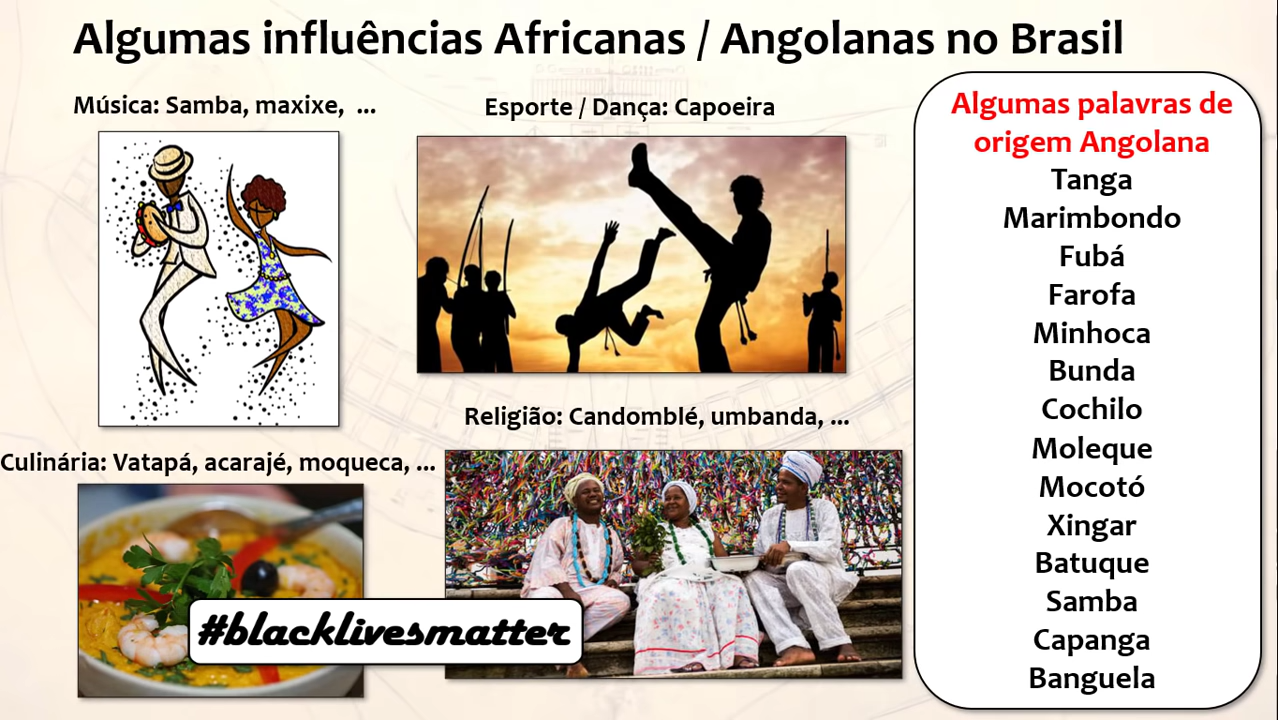 Algumas influências Africanas / Angolanas no Brasil
Música: Samba, maxixe, ...
Esporte / Dança: Capoeira
Religião: Candomblé, umbanda, ...
Culinária: Vatapá, acarajé, moqueca, ...
#blacklivesmatter
Algumas palavras de
origem Angolana
Tanga
Marimbondo
Fubá
Farofa
Minhoca
Bunda
Cochilo
Moleque
Mocotó
Xingar
Batuque
Samba
Capanga
Banguela